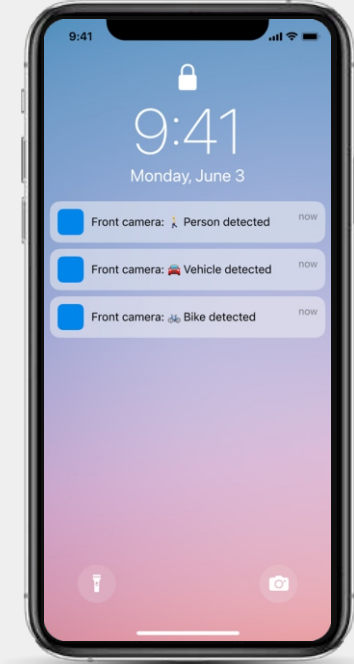 9:41
9:41
Monday, June 3
Front camera: 🚶 Person detected now
Front camera: 🚘 Vehicle detected now
Front camera: 🚲 Bike detected now